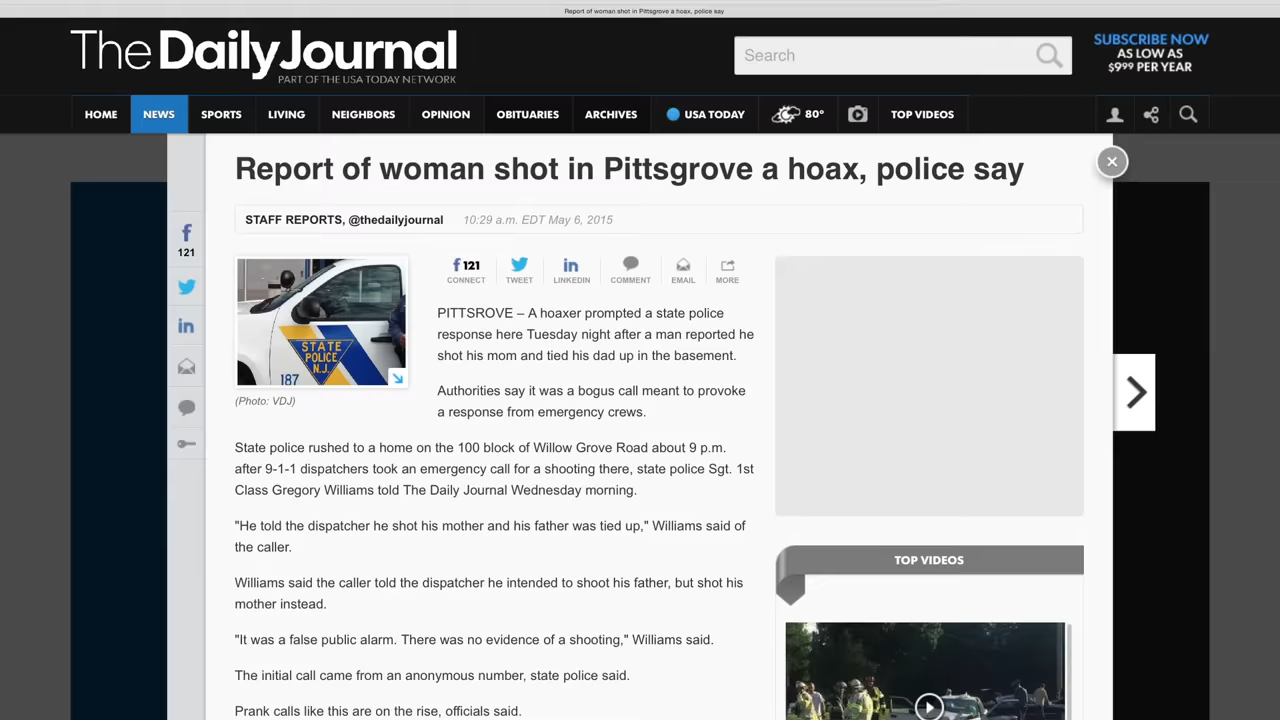 Report of woman shot in Pittsgrove a hoax, police say
The Daily Journal
PART OF THE USA TODAY NETWORK
Search
SUBSCRIBE NOW
AS LOW AS
$9⁹⁹ PER YEAR
HOME NEWS SPORTS LIVING NEIGHBORS OPINION OBITUARIES ARCHIVES USA TODAY 80° TOP VIDEOS
Report of woman shot in Pittsgrove a hoax, police say
STAFF REPORTS, @thedailyjournal 10:29 a.m. EDT May 6, 2015
f
121
in
STATE
POLICE
N.J.
187
(Photo: VDJ)
f 121 in
CONNECT TWEET LINKEDIN COMMENT EMAIL MORE
PITTSROVE – A hoaxer prompted a state police
response here Tuesday night after a man reported he
shot his mom and tied his dad up in the basement.
Authorities say it was a bogus call meant to provoke
a response from emergency crews.
State police rushed to a home on the 100 block of Willow Grove Road about 9 p.m.
after 9-1-1 dispatchers took an emergency call for a shooting there, state police Sgt. 1st
Class Gregory Williams told The Daily Journal Wednesday morning.
"He told the dispatcher he shot his mother and his father was tied up," Williams said of
the caller.
Williams said the caller told the dispatcher he intended to shoot his father, but shot his
mother instead.
"It was a false public alarm. There was no evidence of a shooting," Williams said.
The initial call came from an anonymous number, state police said.
Prank calls like this are on the rise, officials said.
TOP VIDEOS